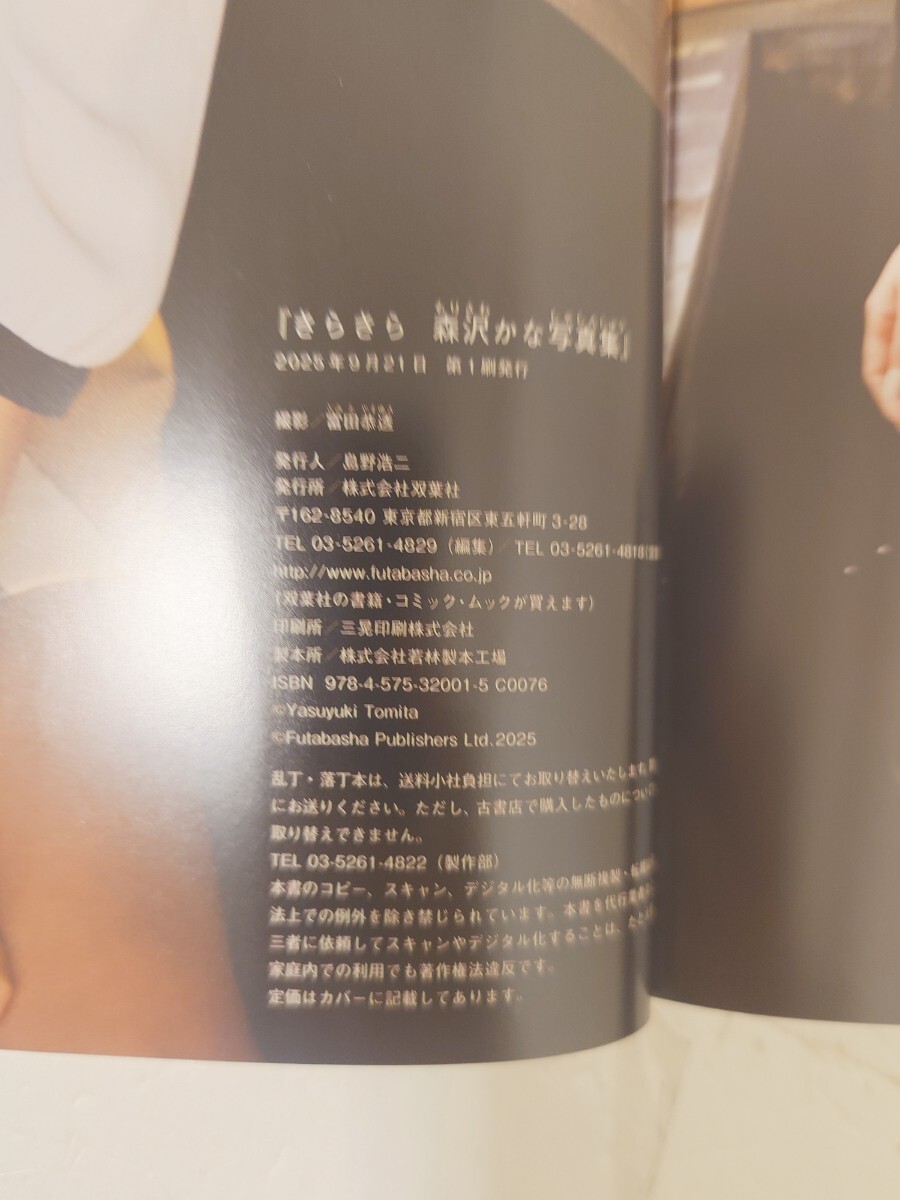 『さらさら 森沢かな写真集』
2025年9月21日 第1刷発行
撮影／富田恭透
発行人／島野浩二
発行所／株式会社双葉社
〒162-8540 東京都新宿区東五軒町3-28
TEL 03-5261-4829（編集）／TEL 03-5261-4818（
http://www.futabasha.co.jp
（双葉社の書籍・コミック・ムックが買えます）
印刷所／三晃印刷株式会社
製本所／株式会社若林製本工場
ISBN 978-4-575-32001-5 C0076
©Yasuyuki Tomita
©Futabasha Publishers Ltd.2025
乱丁・落丁本は、送料小社負担にてお取り替えいたします。
にお送りください。ただし、古書店で購入したものについて
取り替えできません。
TEL 03-5261-4822（製作部）
本書のコピー、スキャン、デジタル化等の無断複製・転載
法上での例外を除き禁じられています。本書を代行業者
三者に依頼してスキャンやデジタル化することは、たとえ
家庭内での利用でも著作権法違反です。
定価はカバーに記載してあります。